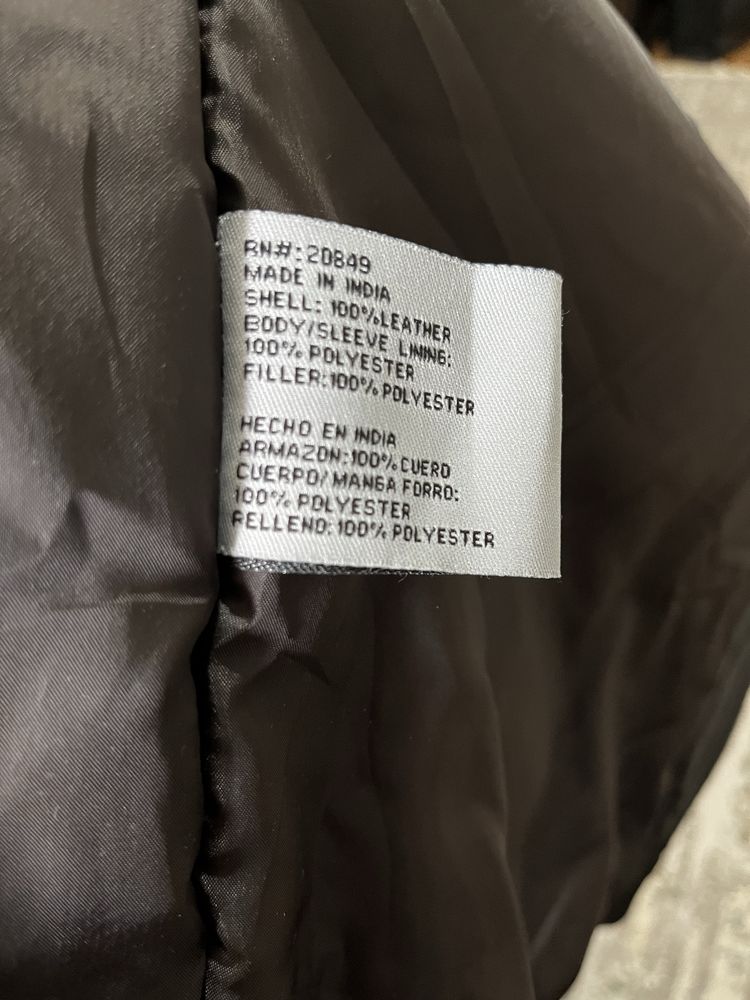 RN#: 20849
MADE IN INDIA
SHELL: 100% LEATHER
BODY/SLEEVE LINING:
100% POLYESTER
FILLER: 100% POLYESTER
HECHO EN INDIA
ARMAZON: 100% CUERO
CUERPO/ MANGA FORRO:
100% POLYESTER
RELLENO: 100% POLYESTER